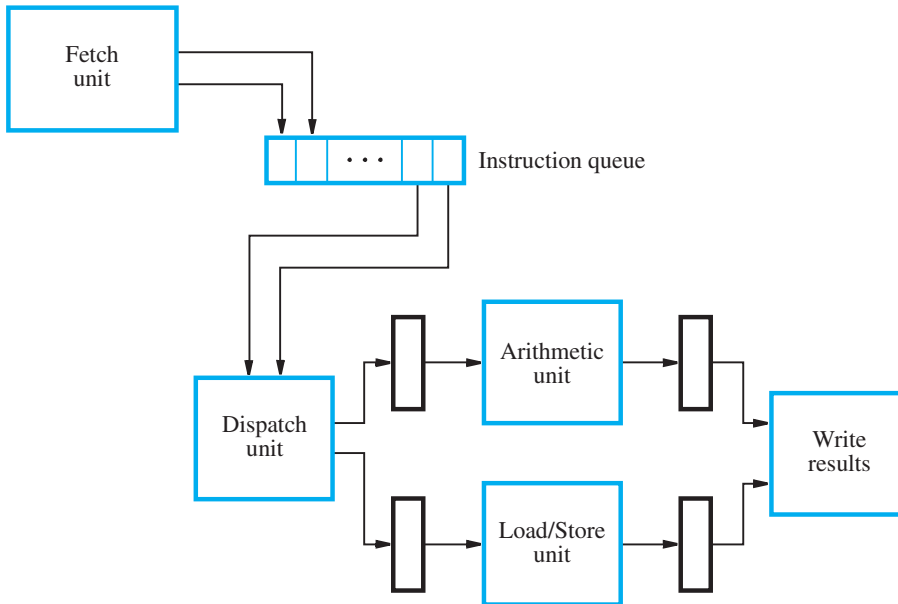 Fetch
unit
• • •
Instruction queue
Arithmetic
unit
Dispatch
unit
Write
results
Load/Store
unit